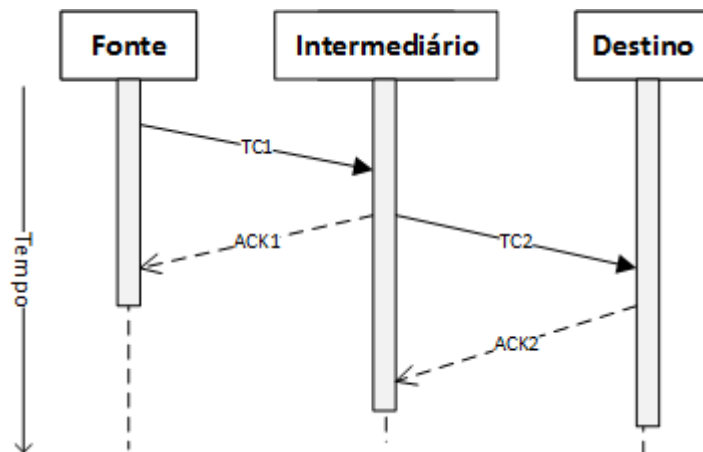 Fonte
Intermediário
Destino
TC1
ACK1
TC2
Tempo
ACK2